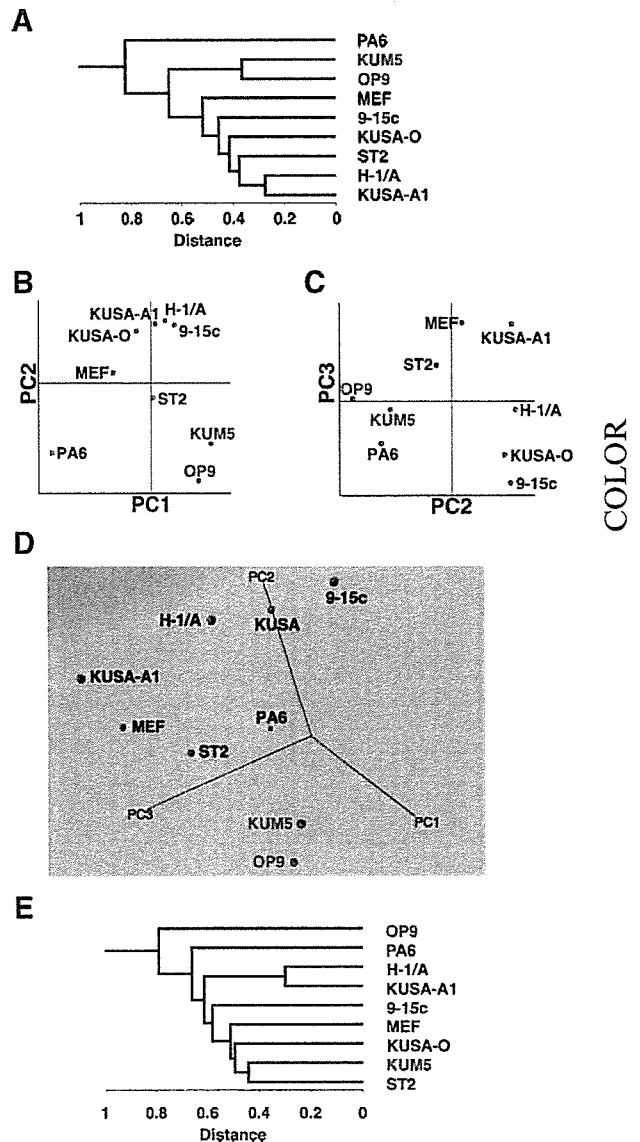 A
PA6
KUM5
OP9
MEF
9-15c
KUSA-O
ST2
H-1/A
KUSA-A1
1 0.8 0.6 0.4 0.2 0
Distance
B
KUSA-A1 H-1/A
KUSA-O 9-15c
MEF
ST2
KUM5
PA6
OP9
PC2
PC1
C
MEF
KUSA-A1
ST2
OP9
KUM5
H-1/A
PA6
KUSA-O
9-15c
PC3
PC2
COLOR
D
PC2
9-15c
H-1/A
KUSA
KUSA-A1
PA6
MEF
ST2
PC3
KUM5
PC1
OP9
E
OP9
PA6
H-1/A
KUSA-A1
9-15c
MEF
KUSA-O
KUM5
ST2
1 0.8 0.6 0.4 0.2 0
Distance